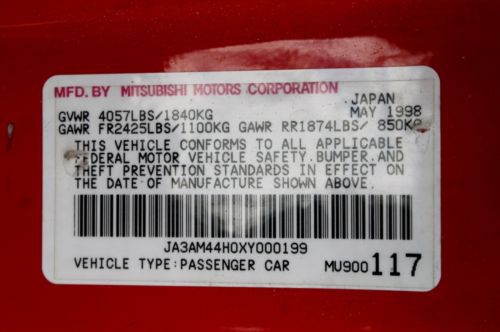 MFD. BY MITSUBISHI MOTORS CORPORATION
JAPAN
GVWR 4057LBS/1840KG MAY 1998
GAWR FR2425LBS/1100KG GAWR RR1874LBS/ 850KG
THIS VEHICLE CONFORMS TO ALL APPLICABLE
FEDERAL MOTOR VEHICLE SAFETY, BUMPER, AND
THEFT PREVENTION STANDARDS IN EFFECT ON
THE DATE OF MANUFACTURE SHOWN ABOVE.
JA3AM44H0XY000199
VEHICLE TYPE:PASSENGER CAR MU900117